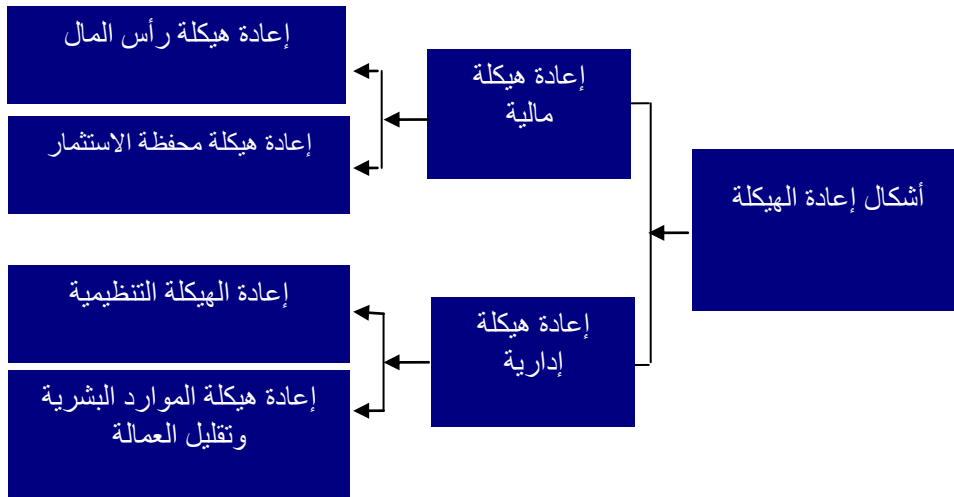 أشكال إعادة الهيكلة
إعادة هيكلة
مالية
إعادة هيكلة رأس المال
إعادة هيكلة محفظة الاستثمار
إعادة هيكلة
إدارية
إعادة الهيكلة التنظيمية
إعادة هيكلة الموارد البشرية
وتقليل العمالة